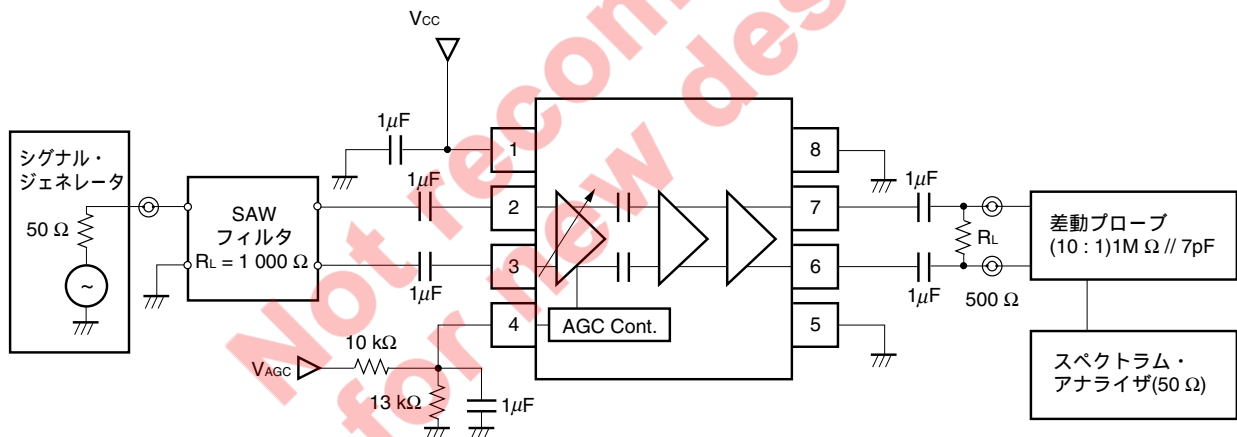 Not recommended
for new design
VCC
1μF
シグナル・
ジェネレータ
50 Ω
~
SAW
フィルタ
RL = 1 000 Ω
1μF
1μF
1
2
3
4
8
7
6
5
AGC Cont.
VAGC
10 kΩ
13 kΩ
1μF
1μF
1μF
RL
500 Ω
差動プローブ
(10 : 1)1M Ω // 7pF
スペクトラム・
アナライザ(50 Ω)